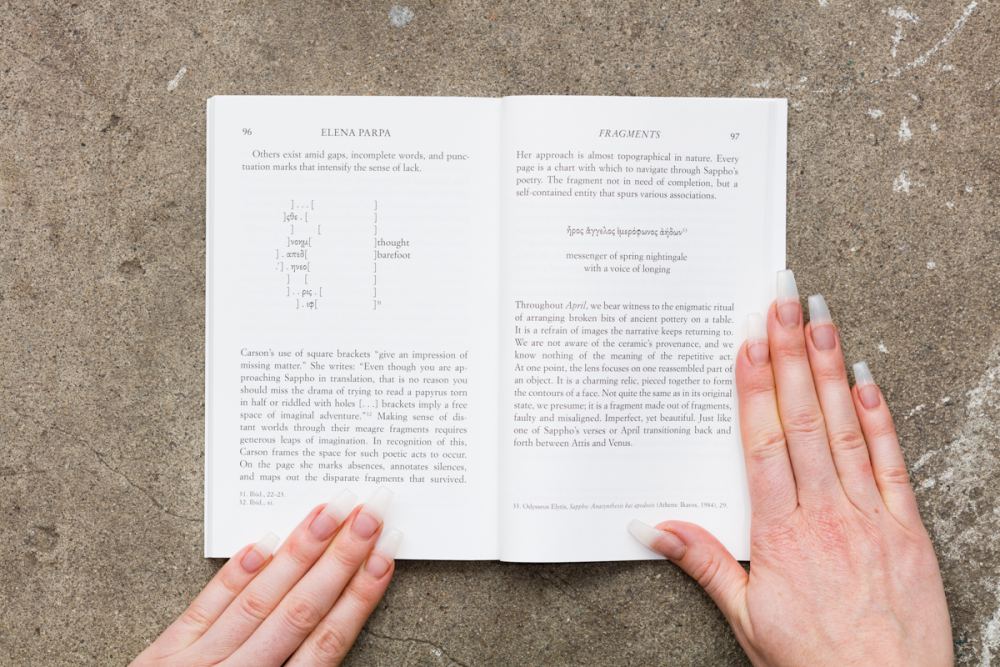 96 ELENA PARPA
Others exist amid gaps, incomplete words, and punc-
tuation marks that intensify the sense of lack.
] . . . [ ]
]ςθε . [ ]
] [ ]
]νοημ[ ]thought
] . απεδ[ ]barefoot
.'] . ηνεο[ ]
] [ ]
] . . ρις . [ ]
] . εφ[ ]³¹
Carson's use of square brackets "give an impression of
missing matter." She writes: "Even though you are ap-
proaching Sappho in translation, that is no reason you
should miss the drama of trying to read a papyrus torn
in half or riddled with holes [. . .] brackets imply a free
space of imaginal adventure."³² Making sense of dis-
tant worlds through their meagre fragments requires
generous leaps of imagination. In recognition of this,
Carson frames the space for such poetic acts to occur.
On the page she marks absences, annotates silences,
and maps out the disparate fragments that survived.
31. Ibid., 22–23.
32. Ibid., xi.
FRAGMENTS 97
Her approach is almost topographical in nature. Every
page is a chart with which to navigate through Sappho's
poetry. The fragment not in need of completion, but a
self-contained entity that spurs various associations.
ἦρος ἄγγελος ἰμερόφωνος ἀήδων³³
messenger of spring nightingale
with a voice of longing
Throughout April, we bear witness to the enigmatic ritual
of arranging broken bits of ancient pottery on a table.
It is a refrain of images the narrative keeps returning to.
We are not aware of the ceramic's provenance, and we
know nothing of the meaning of the repetitive act.
At one point, the lens focuses on one reassembled part of
an object. It is a charming relic, pieced together to form
the contours of a face. Not quite the same as in its original
state, we presume; it is a fragment made out of fragments,
faulty and misaligned. Imperfect, yet beautiful. Just like
one of Sappho's verses or April transitioning back and
forth between Attis and Venus.
33. Odysseus Elytis, Sappho: Anasynthesi kai apodosis (Athens: Ikaros, 1984), 29.